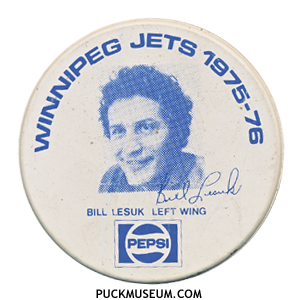 WINNIPEG JETS 1975-76
Bill Lesuk
BILL LESUK LEFT WING
PEPSI
PUCKMUSEUM.COM